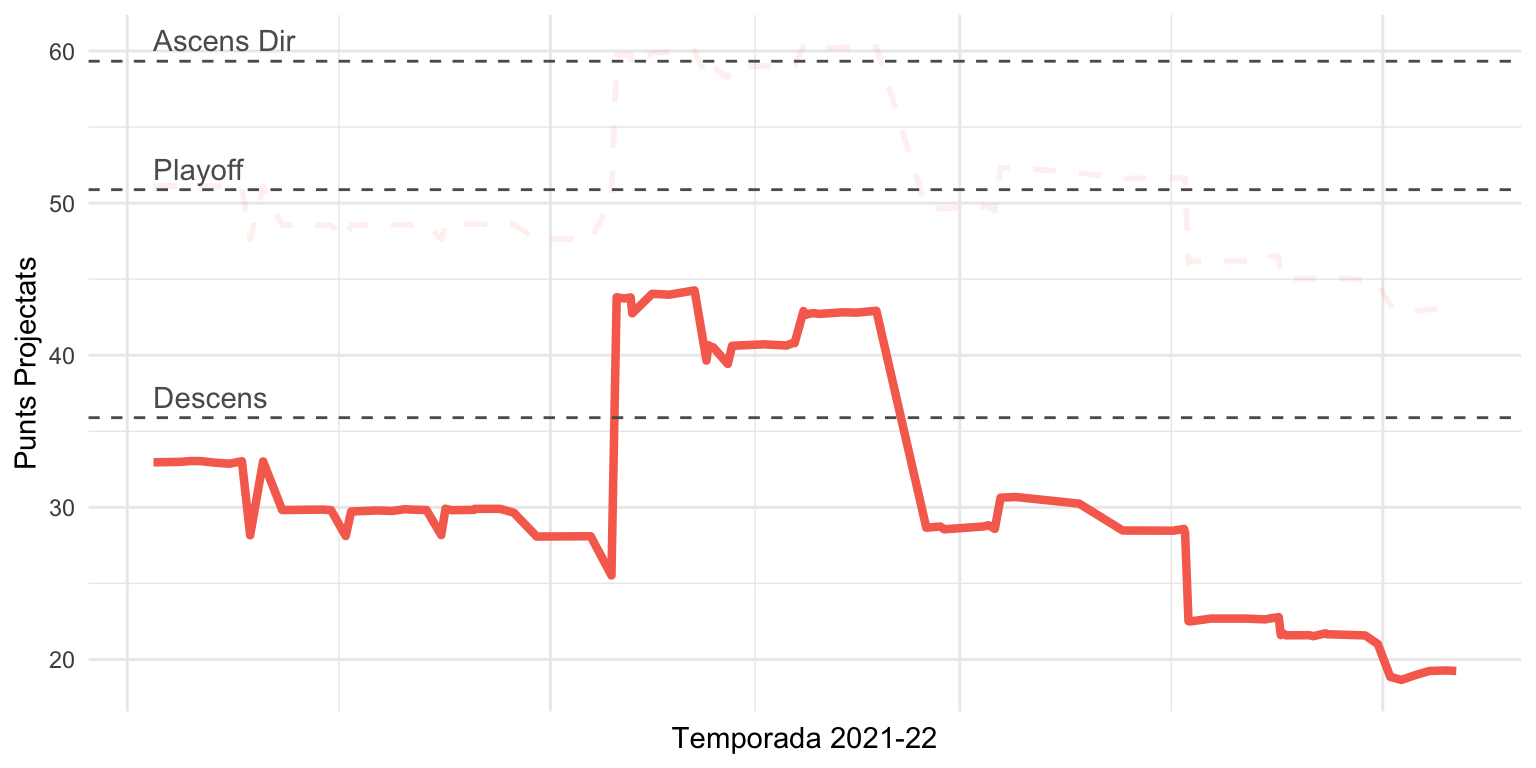 Ascens Dir
60
Playoff
50
Punts Projectats
40
Descens
30
20
Temporada 2021-22